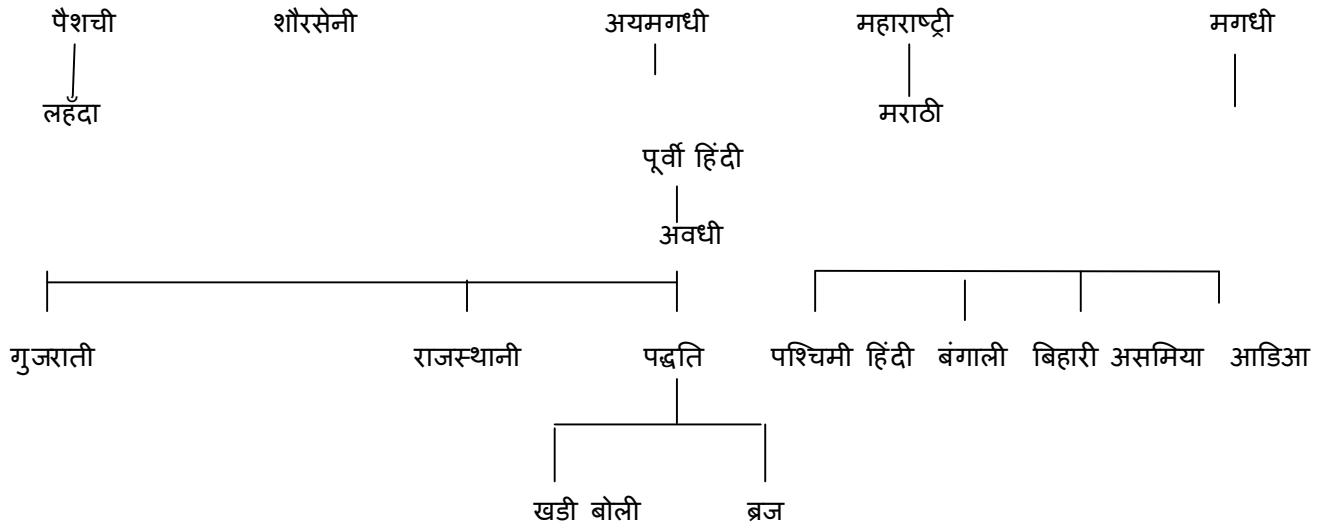 पैशची शौरसेनी अयमगधी महाराष्ट्री मगधी
लहँदा मराठी
पूर्वी हिंदी
अवधी
गुजराती राजस्थानी पद्धति पश्चिमी हिंदी बंगाली बिहारी असमिया आडिआ
खडी बोली ब्रज